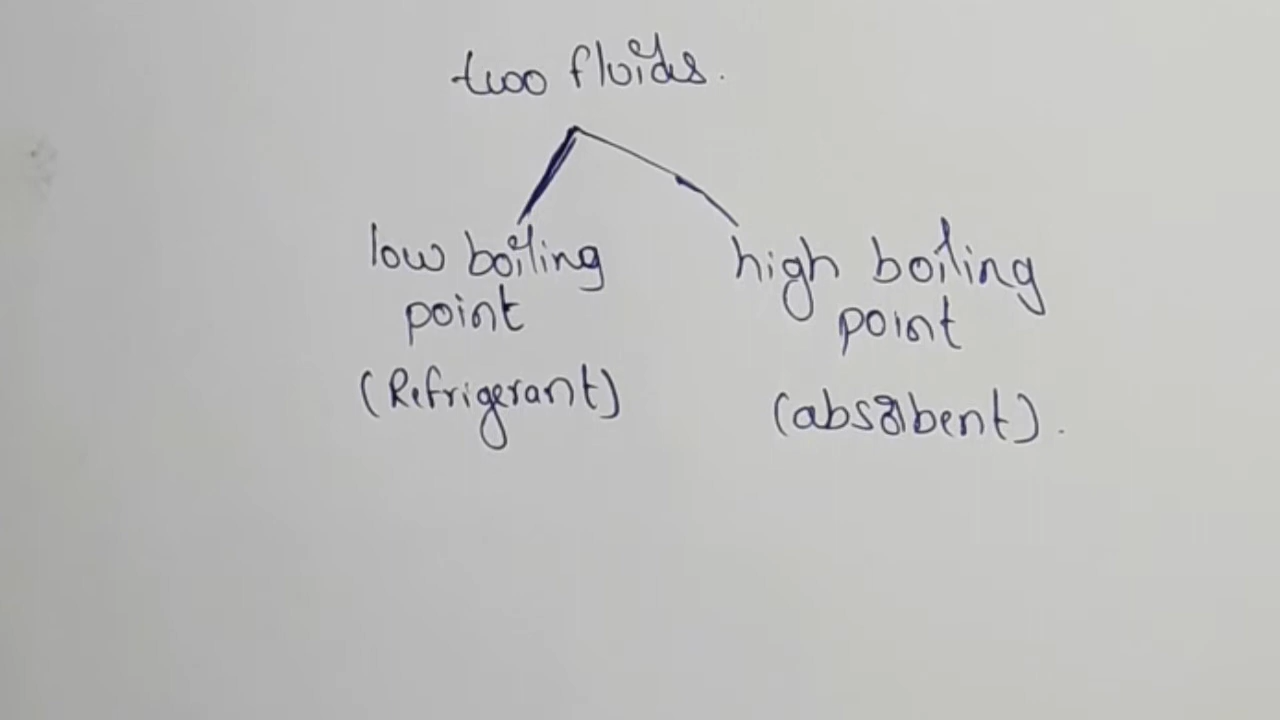 two fluids.
low boiling
point
(Refrigerant)
high boiling
point
(absorbent).